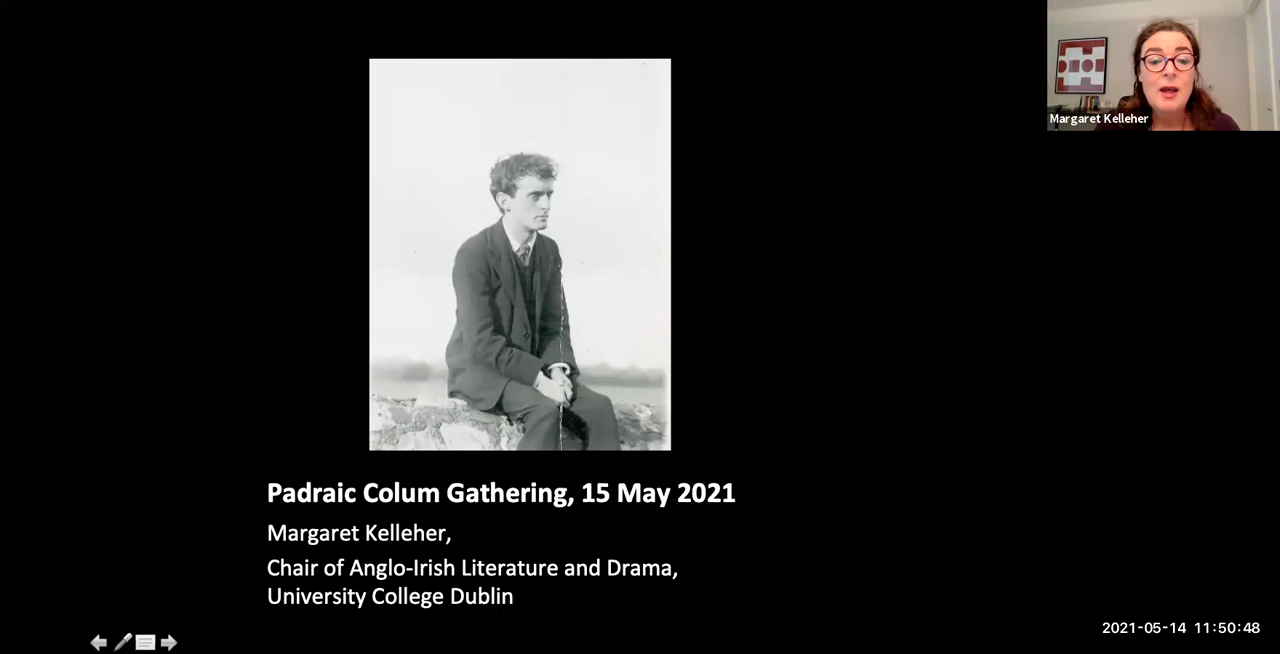 Margaret Kelleher
Padraic Colum Gathering, 15 May 2021
Margaret Kelleher,
Chair of Anglo-Irish Literature and Drama,
University College Dublin
2021-05-14 11:50:48